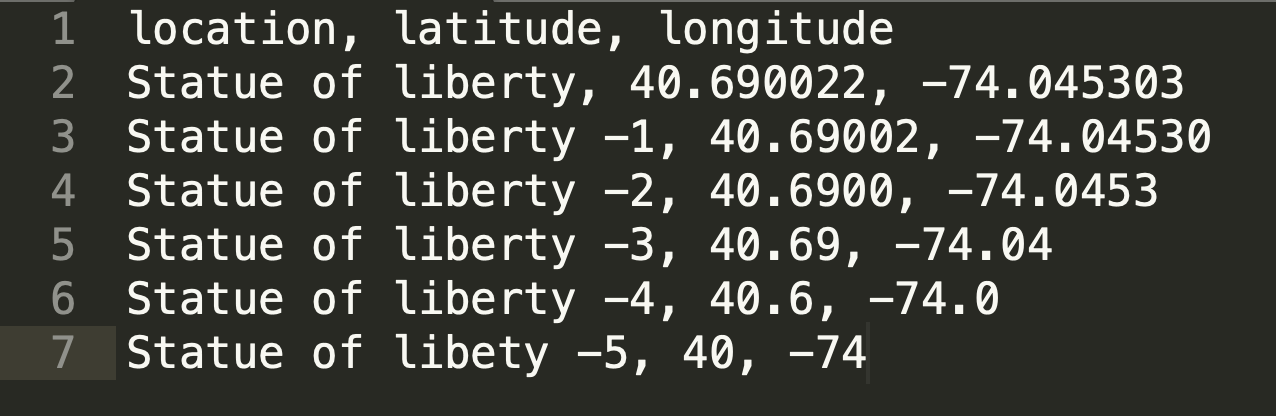 1 location, latitude, longitude
2 Statue of liberty, 40.690022, -74.045303
3 Statue of liberty -1, 40.69002, -74.04530
4 Statue of liberty -2, 40.6900, -74.0453
5 Statue of liberty -3, 40.69, -74.04
6 Statue of liberty -4, 40.6, -74.0
7 Statue of libety -5, 40, -74